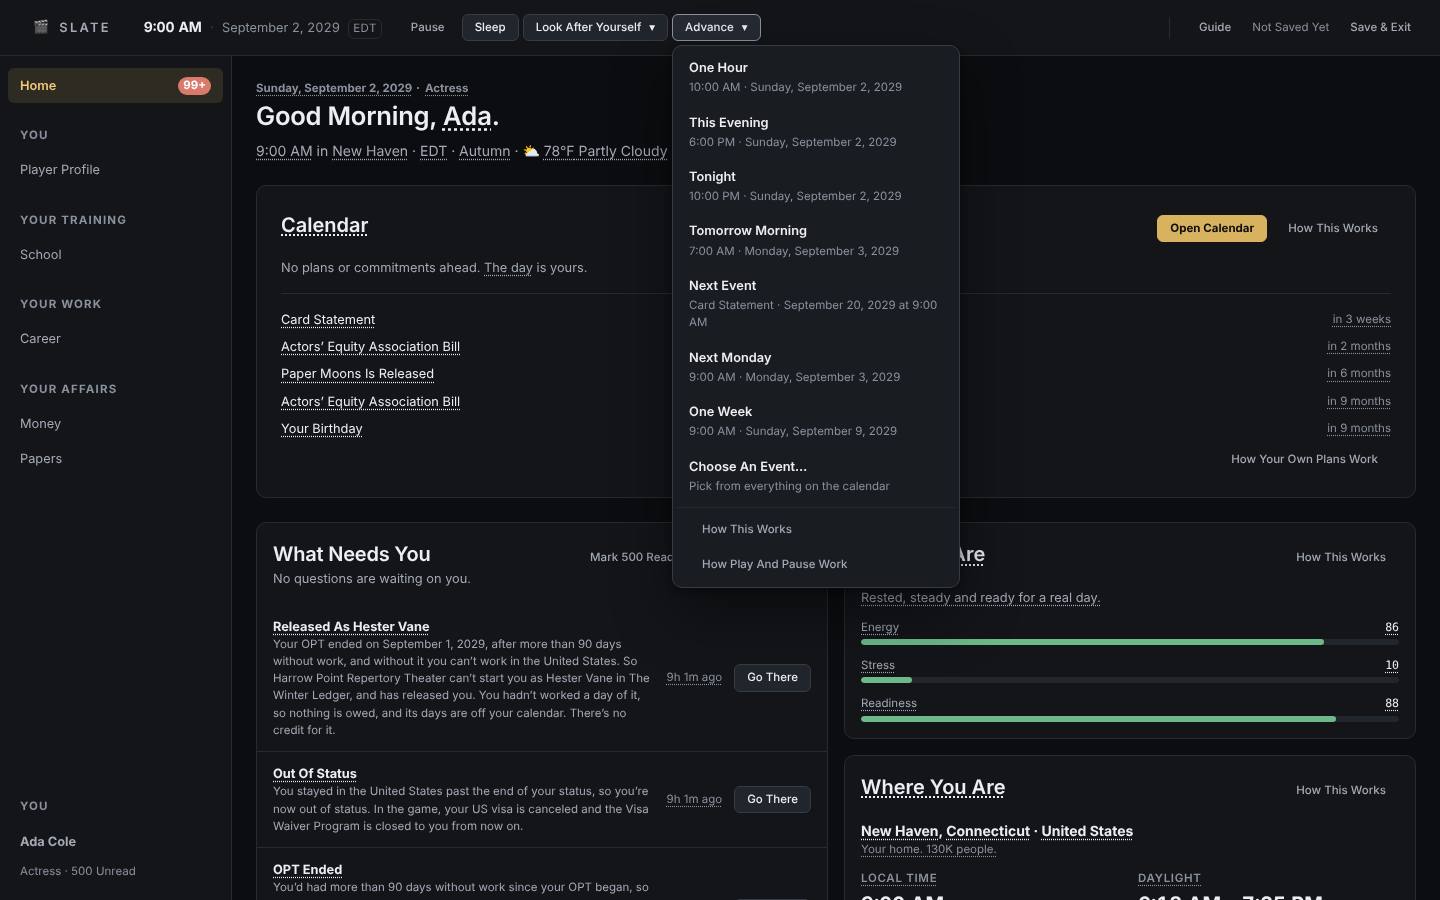 SLATE
9:00 AM · September 2, 2029 EDT
Pause
Sleep
Look After Yourself ▾
Advance ▾
Guide
Not Saved Yet
Save & Exit
Home
99+
YOU
Player Profile
YOUR TRAINING
School
YOUR WORK
Career
YOUR AFFAIRS
Money
Papers
YOU
Ada Cole
Actress · 500 Unread
Sunday, September 2, 2029 · Actress
Good Morning, Ada.
9:00 AM in New Haven · EDT · Autumn · ⛅ 78°F Partly Cloudy
One Hour
10:00 AM · Sunday, September 2, 2029
This Evening
6:00 PM · Sunday, September 2, 2029
Tonight
10:00 PM · Sunday, September 2, 2029
Tomorrow Morning
7:00 AM · Monday, September 3, 2029
Next Event
Card Statement · September 20, 2029 at 9:00
AM
Next Monday
9:00 AM · Monday, September 3, 2029
One Week
9:00 AM · Sunday, September 9, 2029
Choose An Event…
Pick from everything on the calendar
How This Works
How Play And Pause Work
Calendar
Open Calendar
How This Works
No plans or commitments ahead. The day is yours.
Card Statement
in 3 weeks
Actors’ Equity Association Bill
in 2 months
Paper Moons Is Released
in 6 months
Actors’ Equity Association Bill
in 9 months
Your Birthday
in 9 months
How Your Own Plans Work
What Needs You
Mark 500 Read
No questions are waiting on you.
Released As Hester Vane
Your OPT ended on September 1, 2029, after more than 90 days
without work, and without it you can’t work in the United States. So
Harrow Point Repertory Theater can’t start you as Hester Vane in The
Winter Ledger, and has released you. You hadn’t worked a day of it,
so nothing is owed, and its days are off your calendar. There’s no
credit for it.
9h 1m ago
Go There
Out Of Status
You stayed in the United States past the end of your status, so you’re
now out of status. In the game, your US visa is canceled and the Visa
Waiver Program is closed to you from now on.
9h 1m ago
Go There
OPT Ended
You’d had more than 90 days without work since your OPT began, so
Are
How This Works
Rested, steady and ready for a real day.
Energy
86
Stress
10
Readiness
88
Where You Are
How This Works
New Haven, Connecticut · United States
Your home. 130K people.
LOCAL TIME
DAYLIGHT